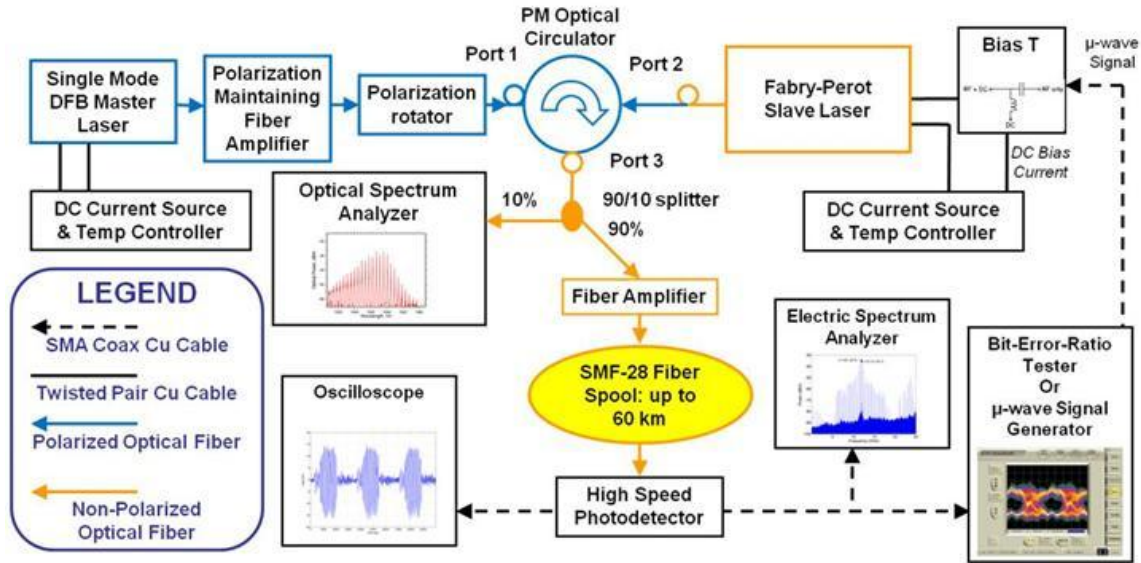 PM Optical
Circulator
Port 1
Port 2
Single Mode
DFB Master
Laser
Polarization
Maintaining
Fiber
Amplifier
Polarization
rotator
Fabry-Perot
Slave Laser
Bias T
RF + DC
RF only
µ-wave
Signal
DC Bias
Current
DC Current Source
& Temp Controller
Port 3
Optical Spectrum
Analyzer
10%
90/10 splitter
90%
DC Current Source
& Temp Controller
LEGEND
SMA Coax Cu Cable
Twisted Pair Cu Cable
Polarized Optical Fiber
Non-Polarized
Optical Fiber
Fiber Amplifier
SMF-28 Fiber
Spool: up to
60 km
Oscilloscope
Electric Spectrum
Analyzer
Bit-Error-Ratio
Tester
Or
µ-wave Signal
Generator
High Speed
Photodetector